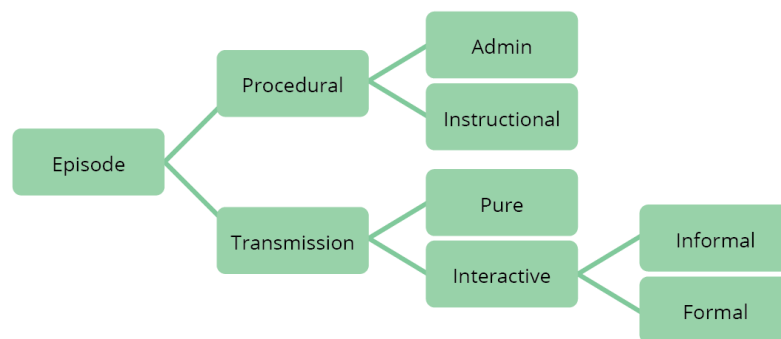 Episode
Procedural
Admin
Instructional
Transmission
Pure
Interactive
Informal
Formal